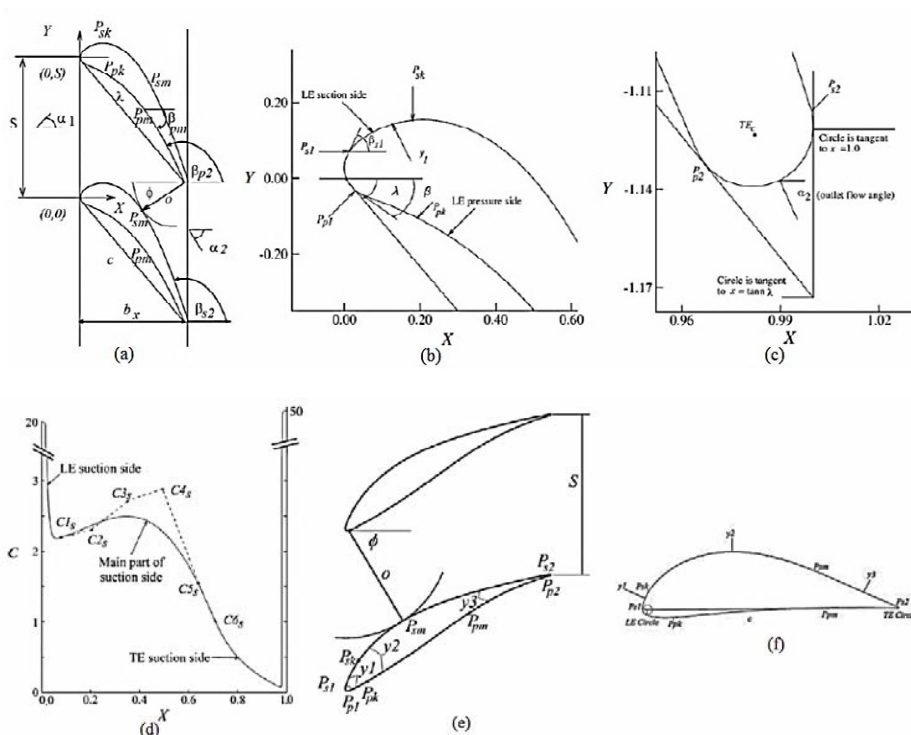 Y
P_sk
(0,S)
P_pk
P_sm
λ
S
α1
P_pm
β_pm
β_p2
ϕ
o
(0,0)
X
P_sm
α2
c
P_pm
β_s2
b_x
(a)
P_sk
0.20
LE suction side
P_s1
β_s1
y_1
Y
0.00
λ
β
P_p1
P_pk
LE pressure side
-0.20
0.00
0.20
0.40
0.60
X
(b)
-1.11
P_s2
TE_c
Circle is tangent
to x =1.0
Y
-1.14
P_p2
α_2
(outlet flow angle)
Circle is tangent
to x = tann λ
-1.17
0.96
0.99
1.02
X
(c)
20
50
LE suction side
3
C3_s
C4_s
C1_s
C2_s
C
2
Main part of
suction side
C5_s
1
C6_s
TE suction side
0
0.0
0.2
0.4
0.6
0.8
1.0
X
(d)
S
ϕ
o
P_s2
P_p2
y3
P_sm
P_pm
P_sk
y2
y1
P_s1
P_p1
P_pk
(e)
y2
Psm
y3
y1
Psk
Ps1
Ps2
LE Circle
Ppk
c
Ppm
TE Circ
(f)